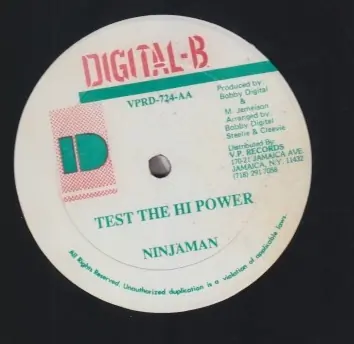 DIGITAL-B
VPRD-724-AA
Produced by
Bobby Digital
&
M. Jameison
Arranged by
Bobby Digital
Steelie & Cleevie
Distributed By:
V.P. RECORDS
170-21 JAMAICA AVE.
JAMAICA, N.Y. 11432
(718) 291-7058
D
TEST THE HI POWER
NINJAMAN
All Rights Reserved. Unauthorized duplication is a violation of applicable laws.